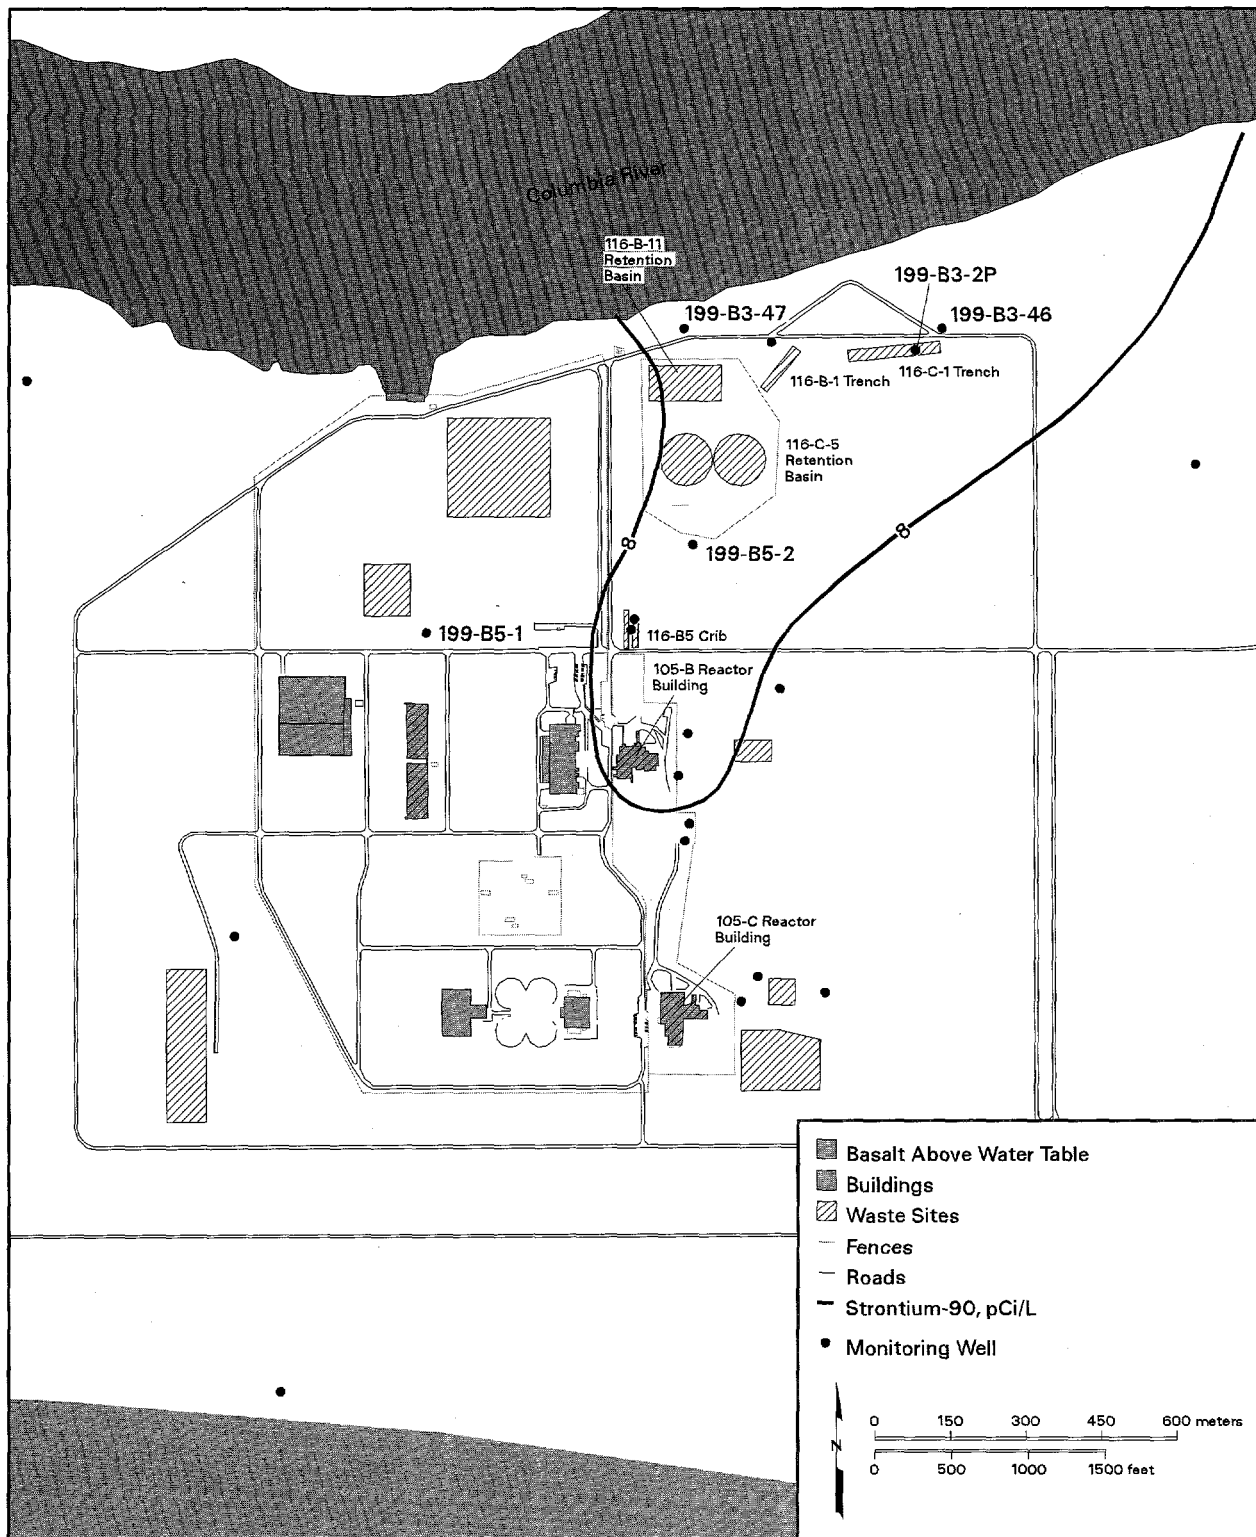 Columbia River
116-B-11
Retention
Basin
199-B3-2P
199-B3-47
199-B3-46
116-B-1 Trench
116-C-1 Trench
116-C-5
Retention
Basin
8
8
199-B5-2
199-B5-1
116-B5 Crib
105-B Reactor
Building
105-C Reactor
Building
Basalt Above Water Table
Buildings
Waste Sites
Fences
Roads
Strontium-90, pCi/L
Monitoring Well
N
0 150 300 450 600 meters
0 500 1000 1500 feet